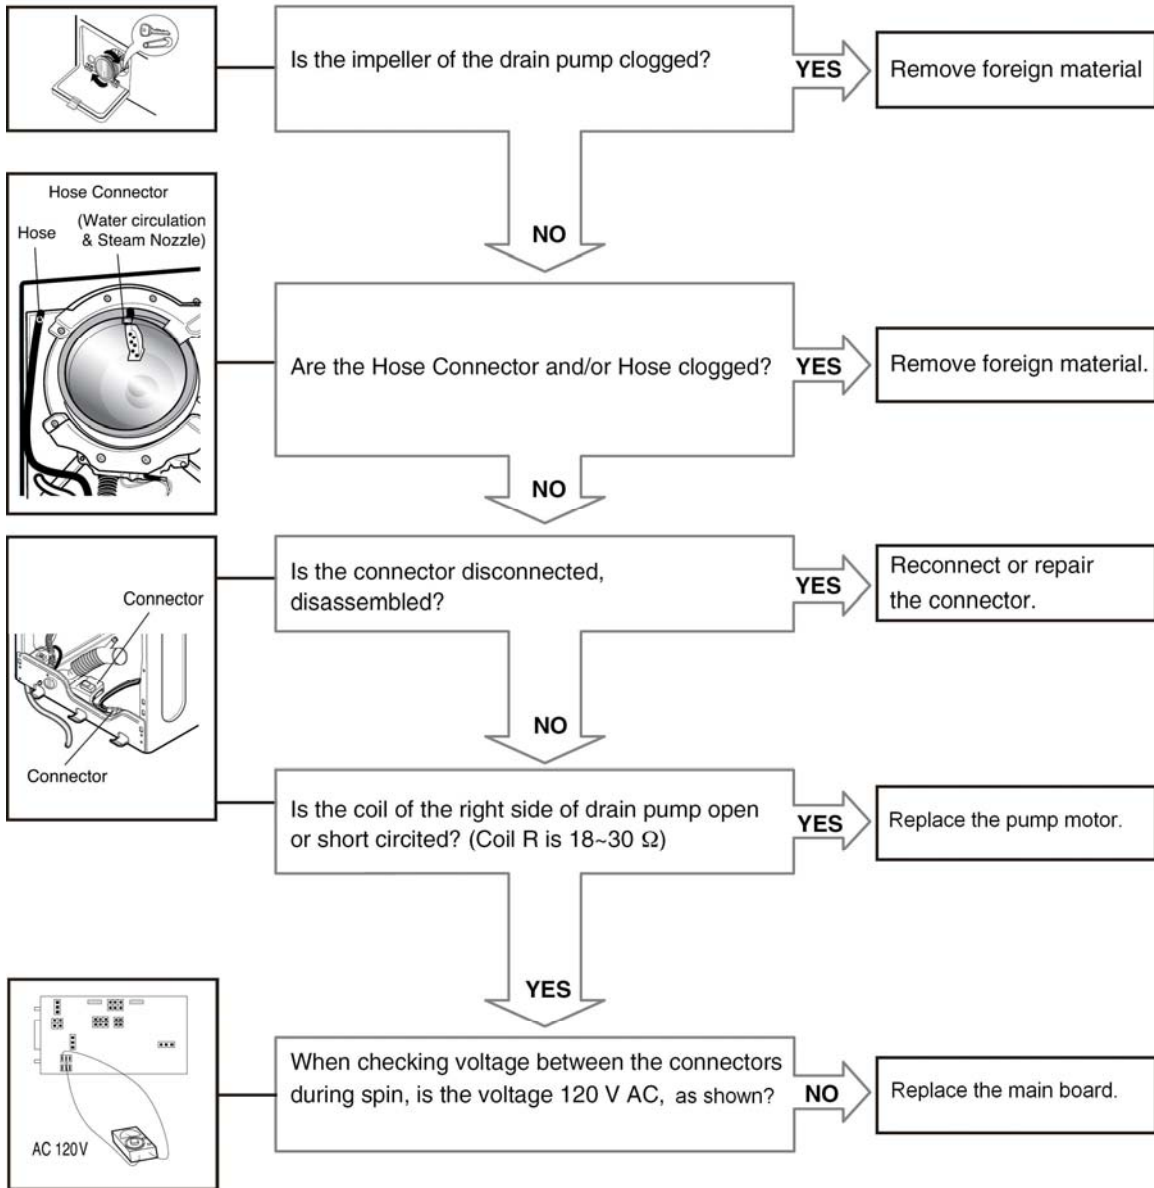 Is the impeller of the drain pump clogged?
YES
Remove foreign material
NO
Hose Connector
(Water circulation
& Steam Nozzle)
Hose
Are the Hose Connector and/or Hose clogged?
YES
Remove foreign material.
NO
Connector
Connector
Is the connector disconnected,
disassembled?
YES
Reconnect or repair
the connector.
NO
Is the coil of the right side of drain pump open
or short circited? (Coil R is 18~30 Ω)
YES
Replace the pump motor.
YES
AC 120V
When checking voltage between the connectors
during spin, is the voltage 120 V AC, as shown?
NO
Replace the main board.